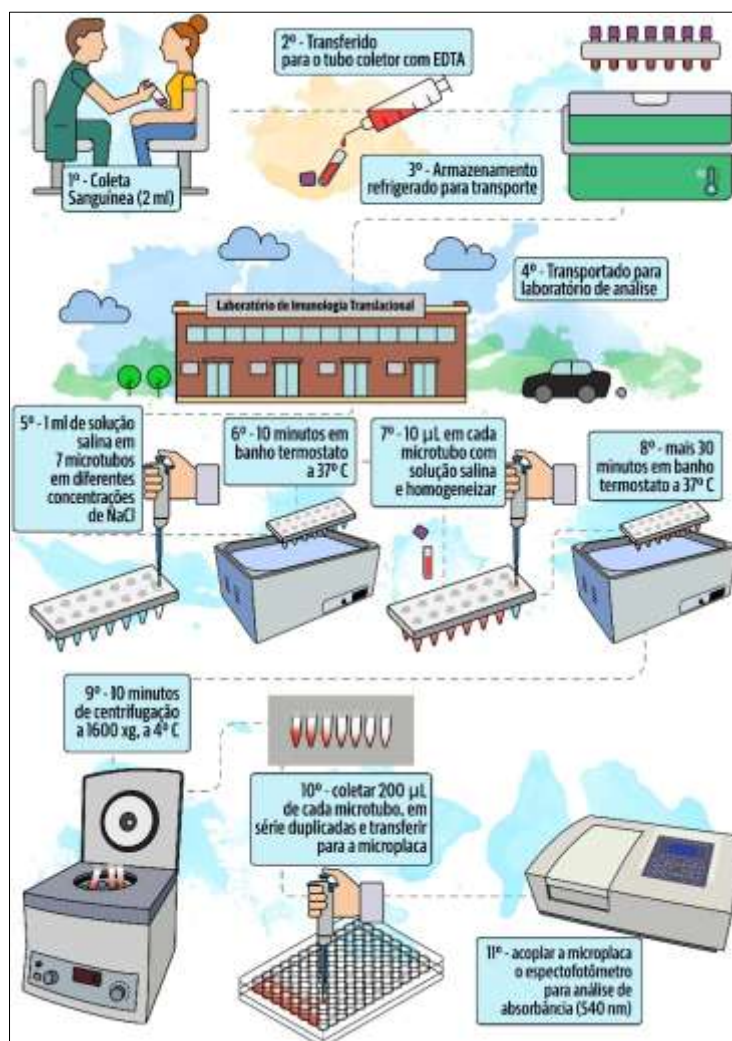 1º - Coleta
Sanguínea (2 ml)
2º - Transferido
para o tubo coletor com EDTA
3º - Armazenamento
refrigerado para transporte
4º - Transportado para
laboratório de análise
Laboratório de Imunologia Translacional
5º - 1 ml de solução
salina em
7 microtubos
em diferentes
concentrações
de NaCl
6º - 10 minutos em
banho termostato
a 37º C
7º - 10 µL em cada
microtubo com
solução salina
e homogeneizar
8º - mais 30
minutos em banho
termostato a 37º C
9º - 10 minutos
de centrifugação
a 1600 xg, a 4º C
10º - coletar 200 µL
de cada microtubo, em
série duplicadas e transferir
para a microplaca
11º - acoplar a microplaca
o espectofotômetro
para análise de
absorbância (540 nm)